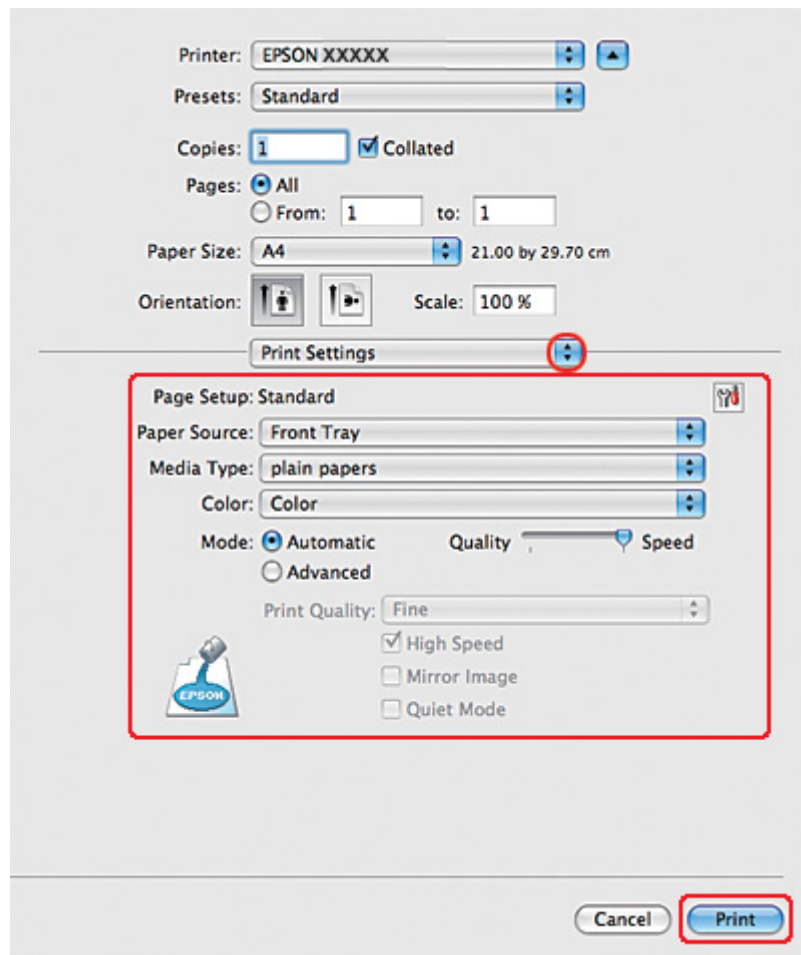 Printer: EPSON XXXXX
Presets: Standard
Copies: 1 Collated
Pages: All
From: 1 to: 1
Paper Size: A4 21.00 by 29.70 cm
Orientation: Scale: 100 %
Print Settings
Page Setup: Standard
Paper Source: Front Tray
Media Type: plain papers
Color: Color
Mode: Automatic Quality Speed
Advanced
Print Quality: Fine
High Speed
Mirror Image
Quiet Mode
EPSON
Cancel Print